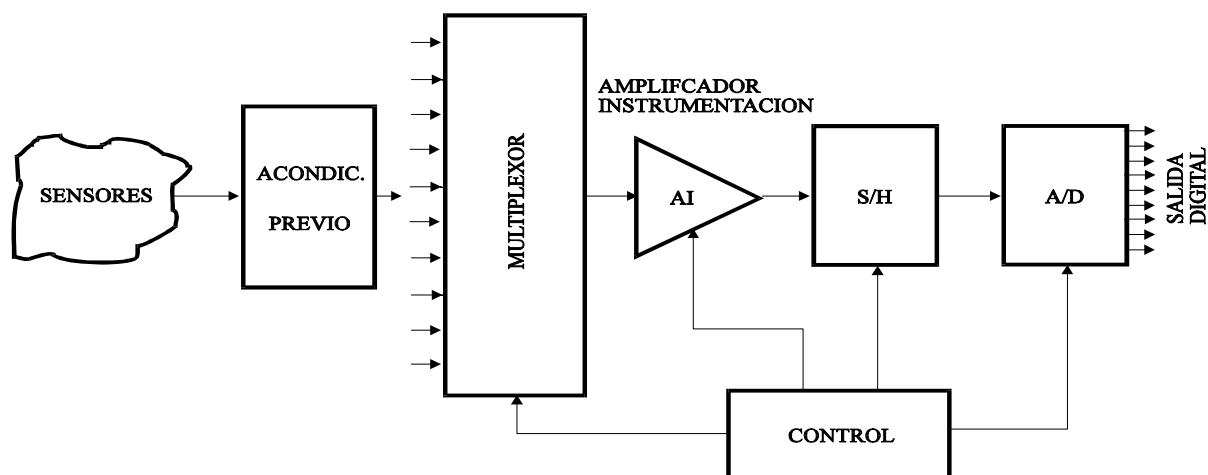 SENSORES
ACONDIC.
PREVIO
MULTIPLEXOR
AMPLIFCADOR
INSTRUMENTACION
AI
S/H
A/D
SALIDA
DIGITAL
CONTROL